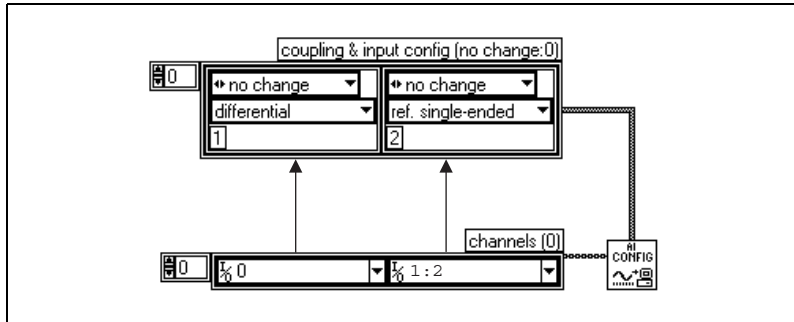 coupling & input config (no change:0)
0
no change
no change
differential
ref. single-ended
1
2
channels (0)
0
I/O 0
I/O 1:2
AI
CONFIG